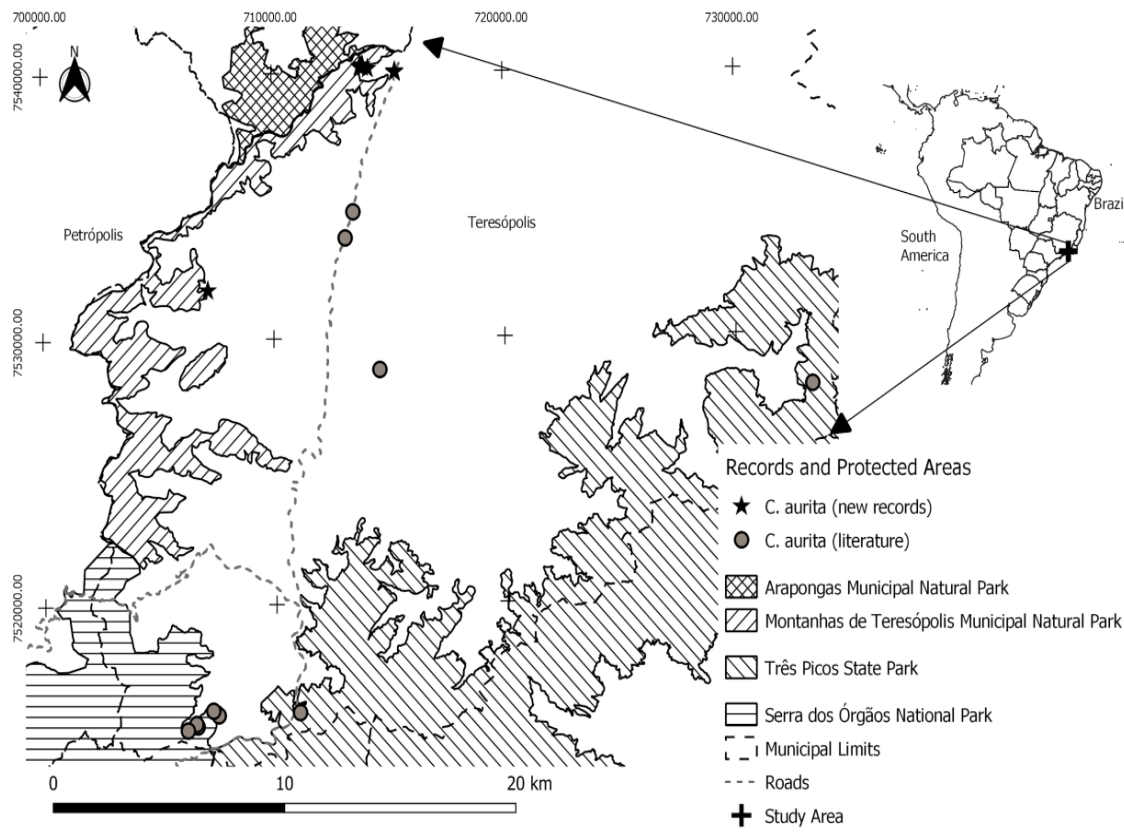 700000.00
710000.00
720000.00
730000.00
7540000.00
7530000.00
7520000.00
N
Petrópolis
Teresópolis
South
America
Brazi
Records and Protected Areas
C. aurita (new records)
C. aurita (literature)
Arapongas Municipal Natural Park
Montanhas de Teresópolis Municipal Natural Park
Três Picos State Park
Serra dos Órgãos National Park
Municipal Limits
Roads
Study Area
0 10 20 km